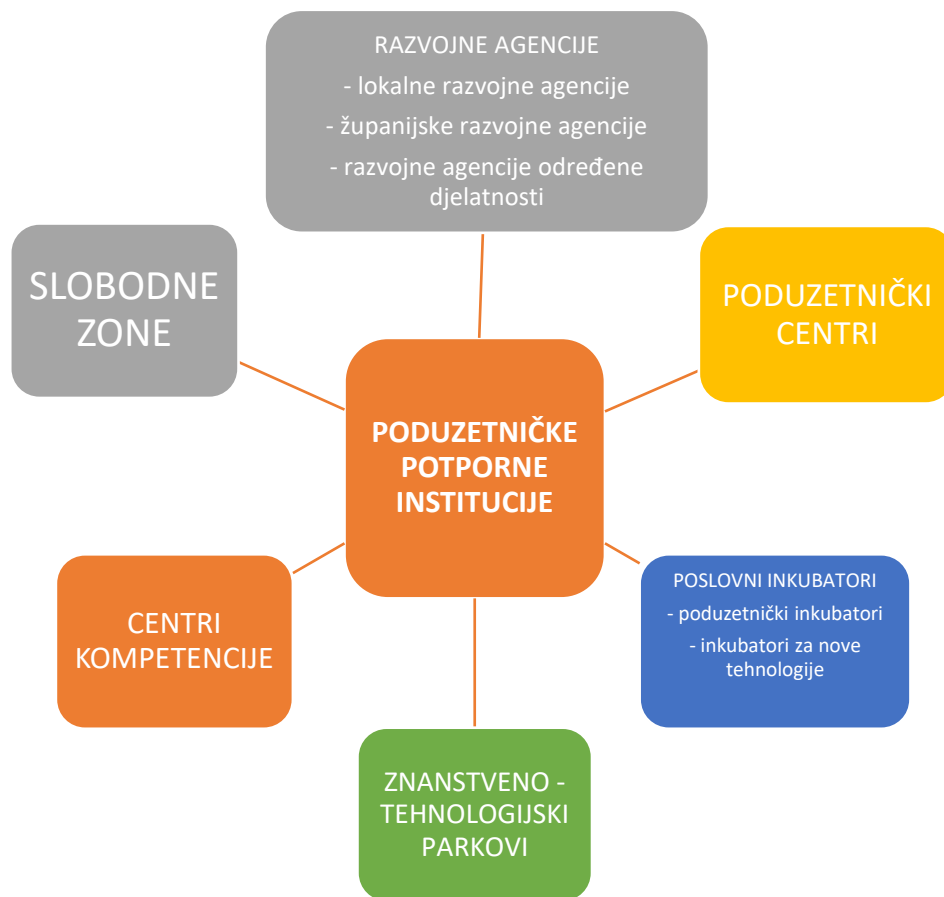 RAZVOJNE AGENCIJE
- lokalne razvojne agencije
- županijske razvojne agencije
- razvojne agencije određene
djelatnosti
SLOBODNE
ZONE
PODUZETNIČKI
CENTRI
PODUZETNIČKE
POTPORNE
INSTITUCIJE
CENTRI
KOMPETENCIJE
POSLOVNI INKUBATORI
- poduzetnički inkubatori
- inkubatori za nove
tehnologije
ZNANSTVENO -
TEHNOLOGIJSKI
PARKOVI